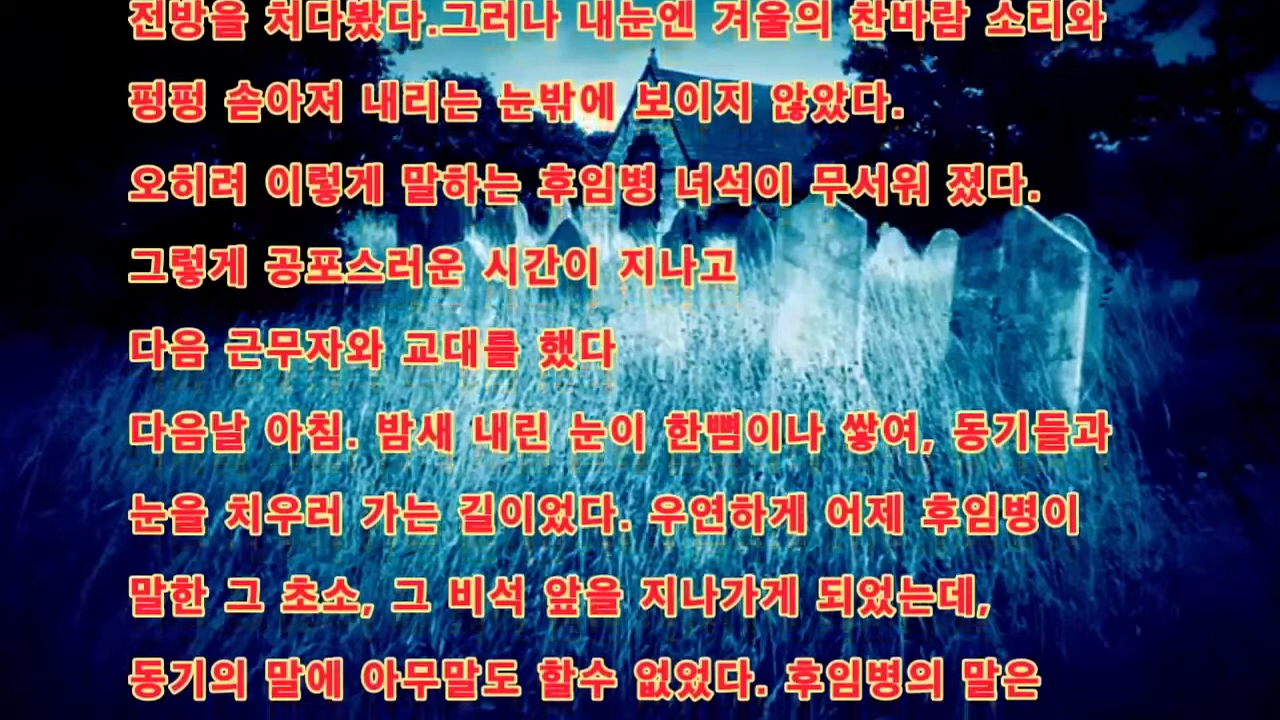 전방을 처다봤다.그러나 내눈엔 겨울의 찬바람 소리와
펑펑 솓아져 내리는 눈밖에 보이지 않았다.
오히려 이렇게 말하는 후임병 녀석이 무서워 졌다.
그렇게 공포스러운 시간이 지나고
다음 근무자와 교대를 했다
다음날 아침. 밤새 내린 눈이 한뼘이나 쌓여, 동기들과
눈을 치우러 가는 길이었다. 우연하게 어제 후임병이
말한 그 초소, 그 비석 앞을 지나가게 되었는데,
동기의 말에 아무말도 할수 없었다. 후임병의 말은